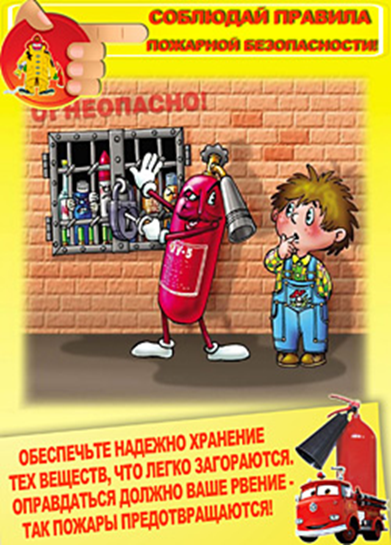 СОБЛЮДАЙ ПРАВИЛА
ПОЖАРНОЙ БЕЗОПАСНОСТИ!
ОГНЕОПАСНО!
ОУ-5
ОБЕСПЕЧЬТЕ НАДЕЖНО ХРАНЕНИЕ
ТЕХ ВЕЩЕСТВ, ЧТО ЛЕГКО ЗАГОРАЮТСЯ.
ОПРАВДАТЬСЯ ДОЛЖНО ВАШЕ РВЕНИЕ -
ТАК ПОЖАРЫ ПРЕДОТВРАЩАЮТСЯ!